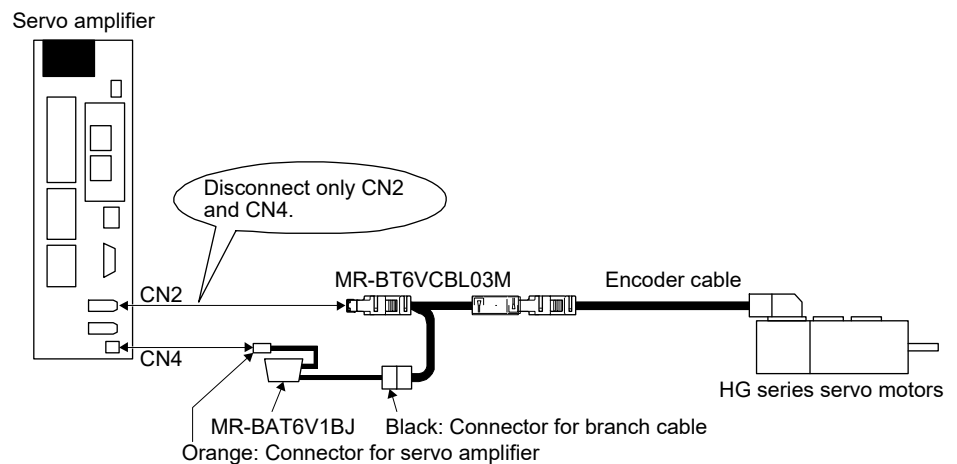 Servo amplifier
Disconnect only CN2
and CN4.
MR-BT6VCBL03M
Encoder cable
CN2
CN4
HG series servo motors
MR-BAT6V1BJ
Black: Connector for branch cable
Orange: Connector for servo amplifier